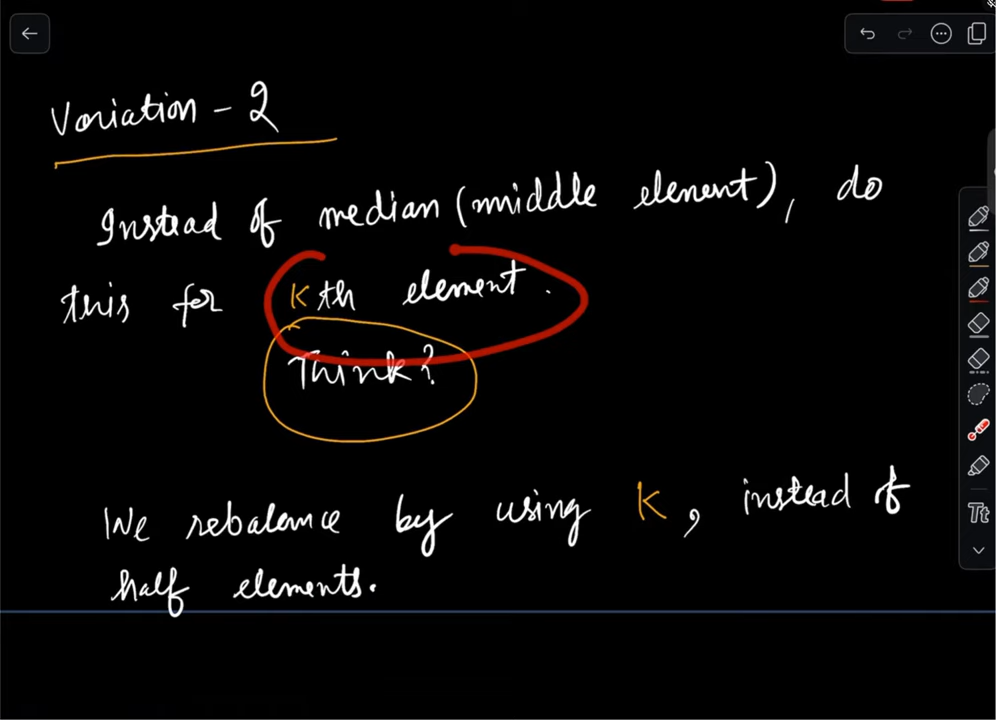 Variation - 2
Instead of median (middle element), do
this for Kth element.
Think?
We rebalance by using K, instead of
half elements.
Tt